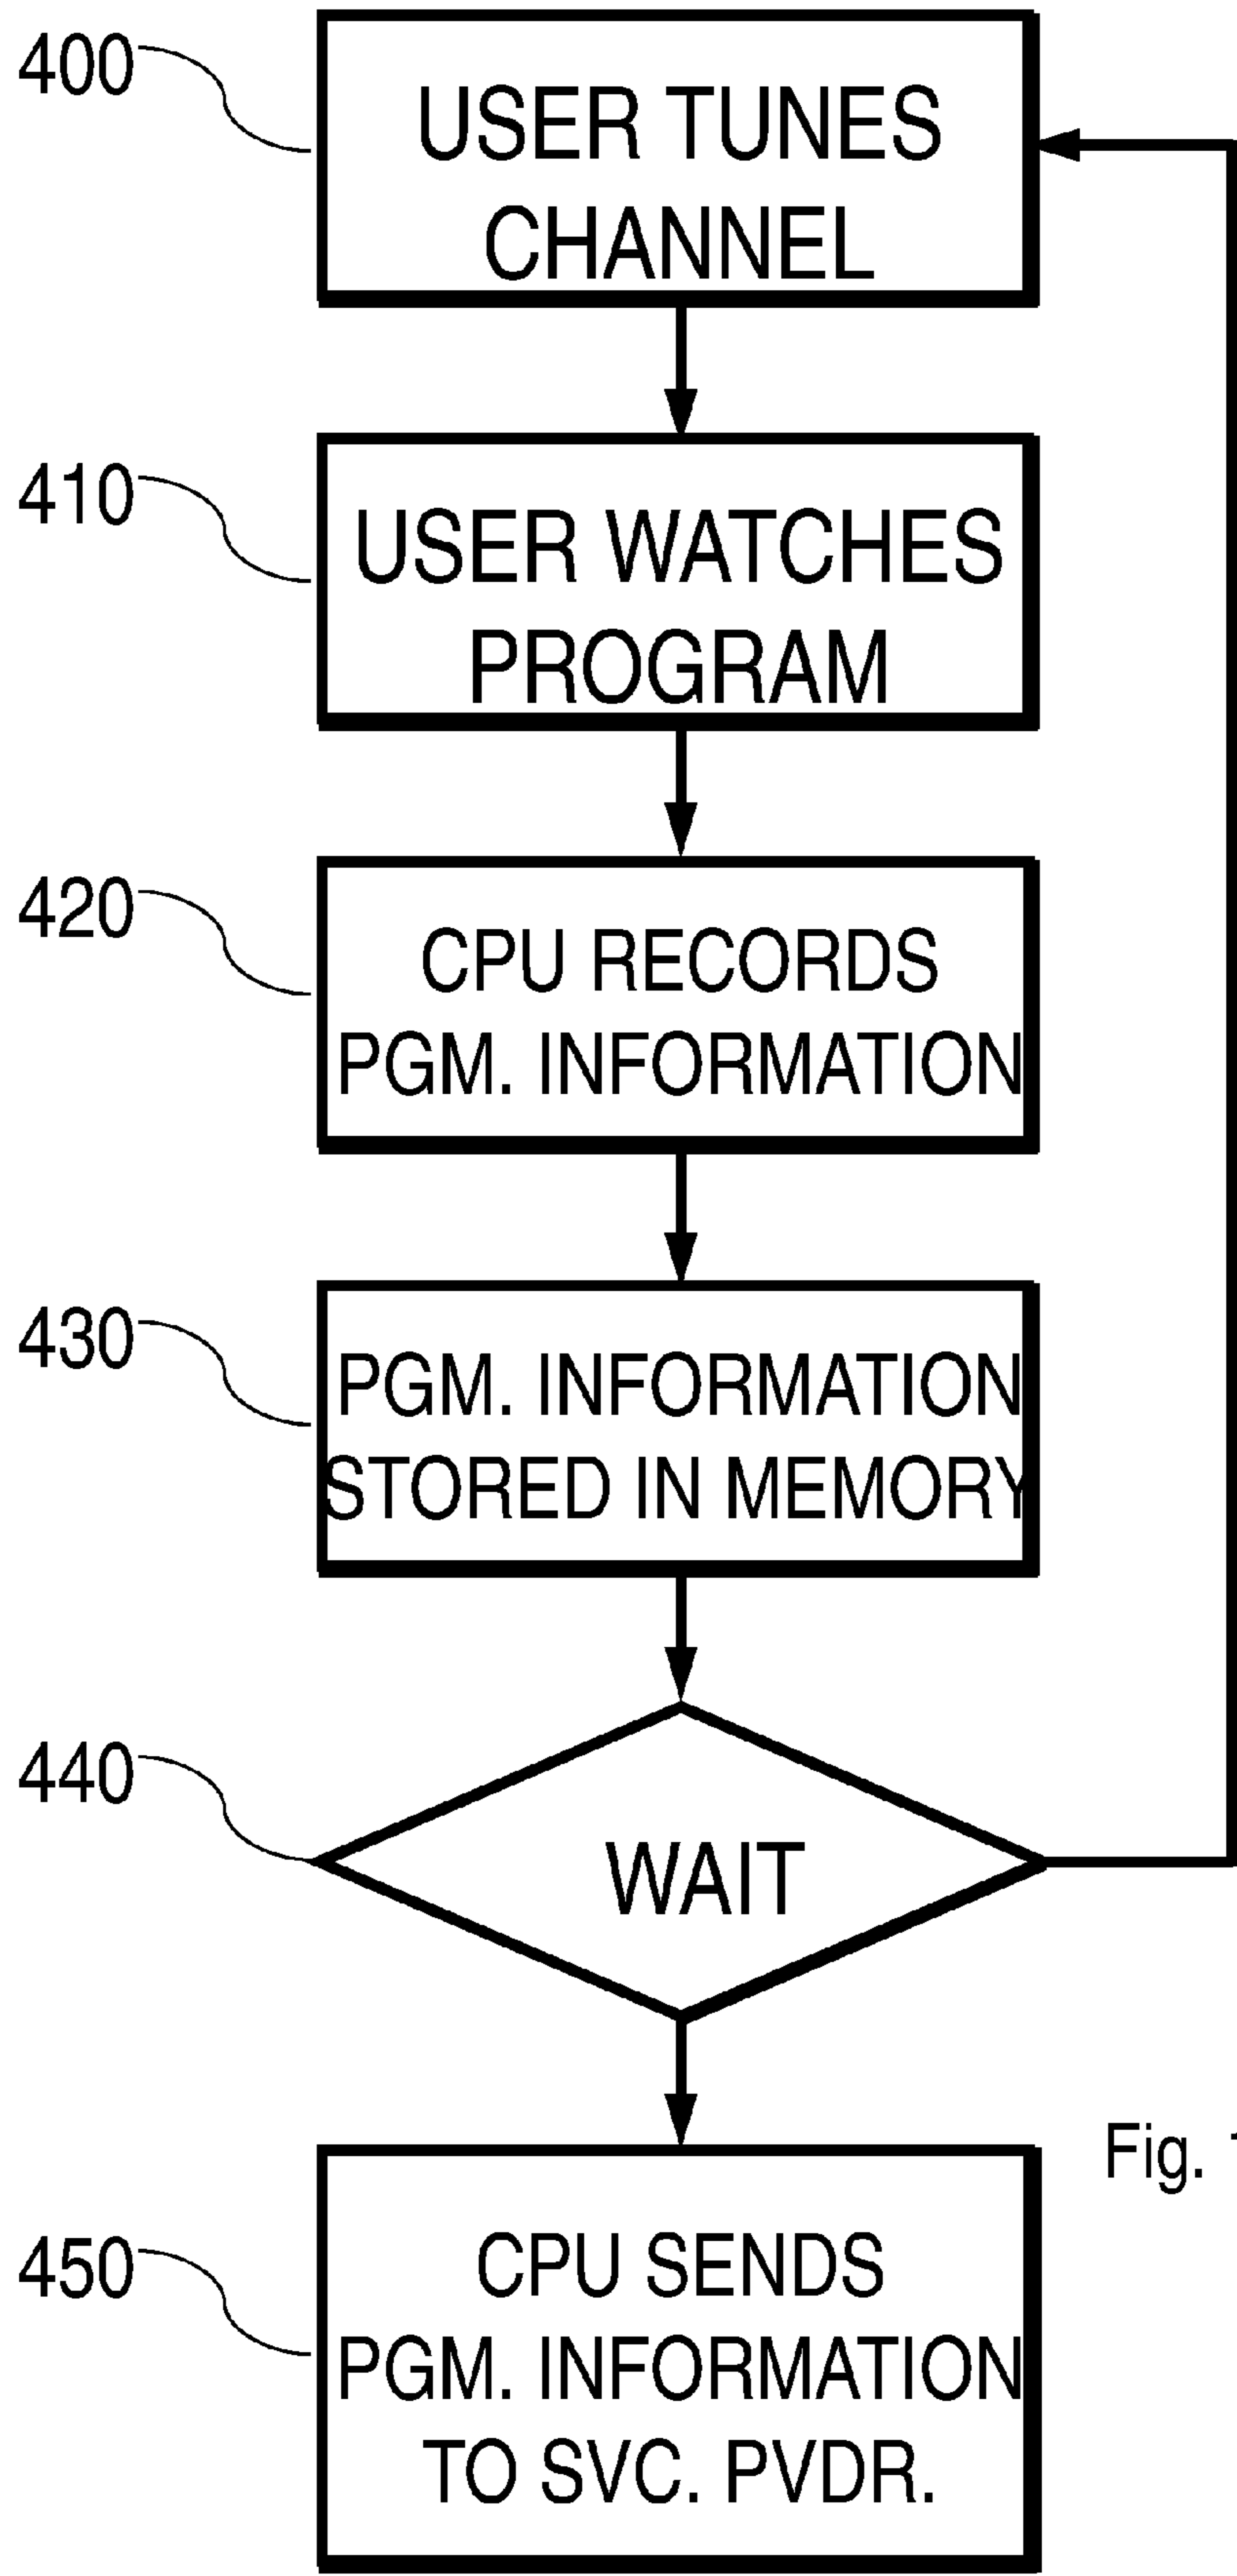 400
USER TUNES
CHANNEL
410
USER WATCHES
PROGRAM
420
CPU RECORDS
PGM. INFORMATION
430
PGM. INFORMATION
STORED IN MEMORY
440
WAIT
Fig.
450
CPU SENDS
PGM. INFORMATION
TO SVC. PVDR.